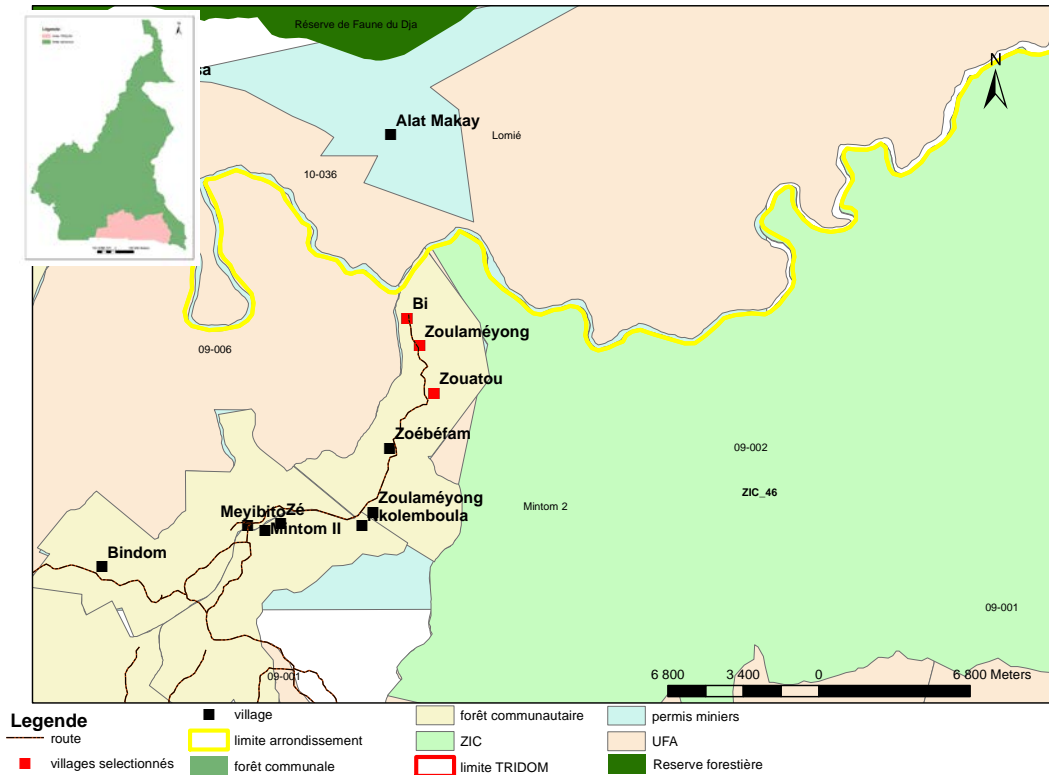 Réserve de Faune du Dja
Légende
N
sa
Alat Makay
Lomié
10-036
Bi
Zoulaméyong
09-006
Zouatou
Zoébéfam
09-002
ZIC_46
Zoulaméyong
Mintom 2
Meyibito
Zé
Nkolemboula
Mintom II
Bindom
09-001
09-001
6 800 3 400 0 6 800 Meters
Legende
village
forêt communautaire
permis miniers
route
limite arrondissement
ZIC
UFA
villages selectionnés
forêt communale
limite TRIDOM
Reserve forestière